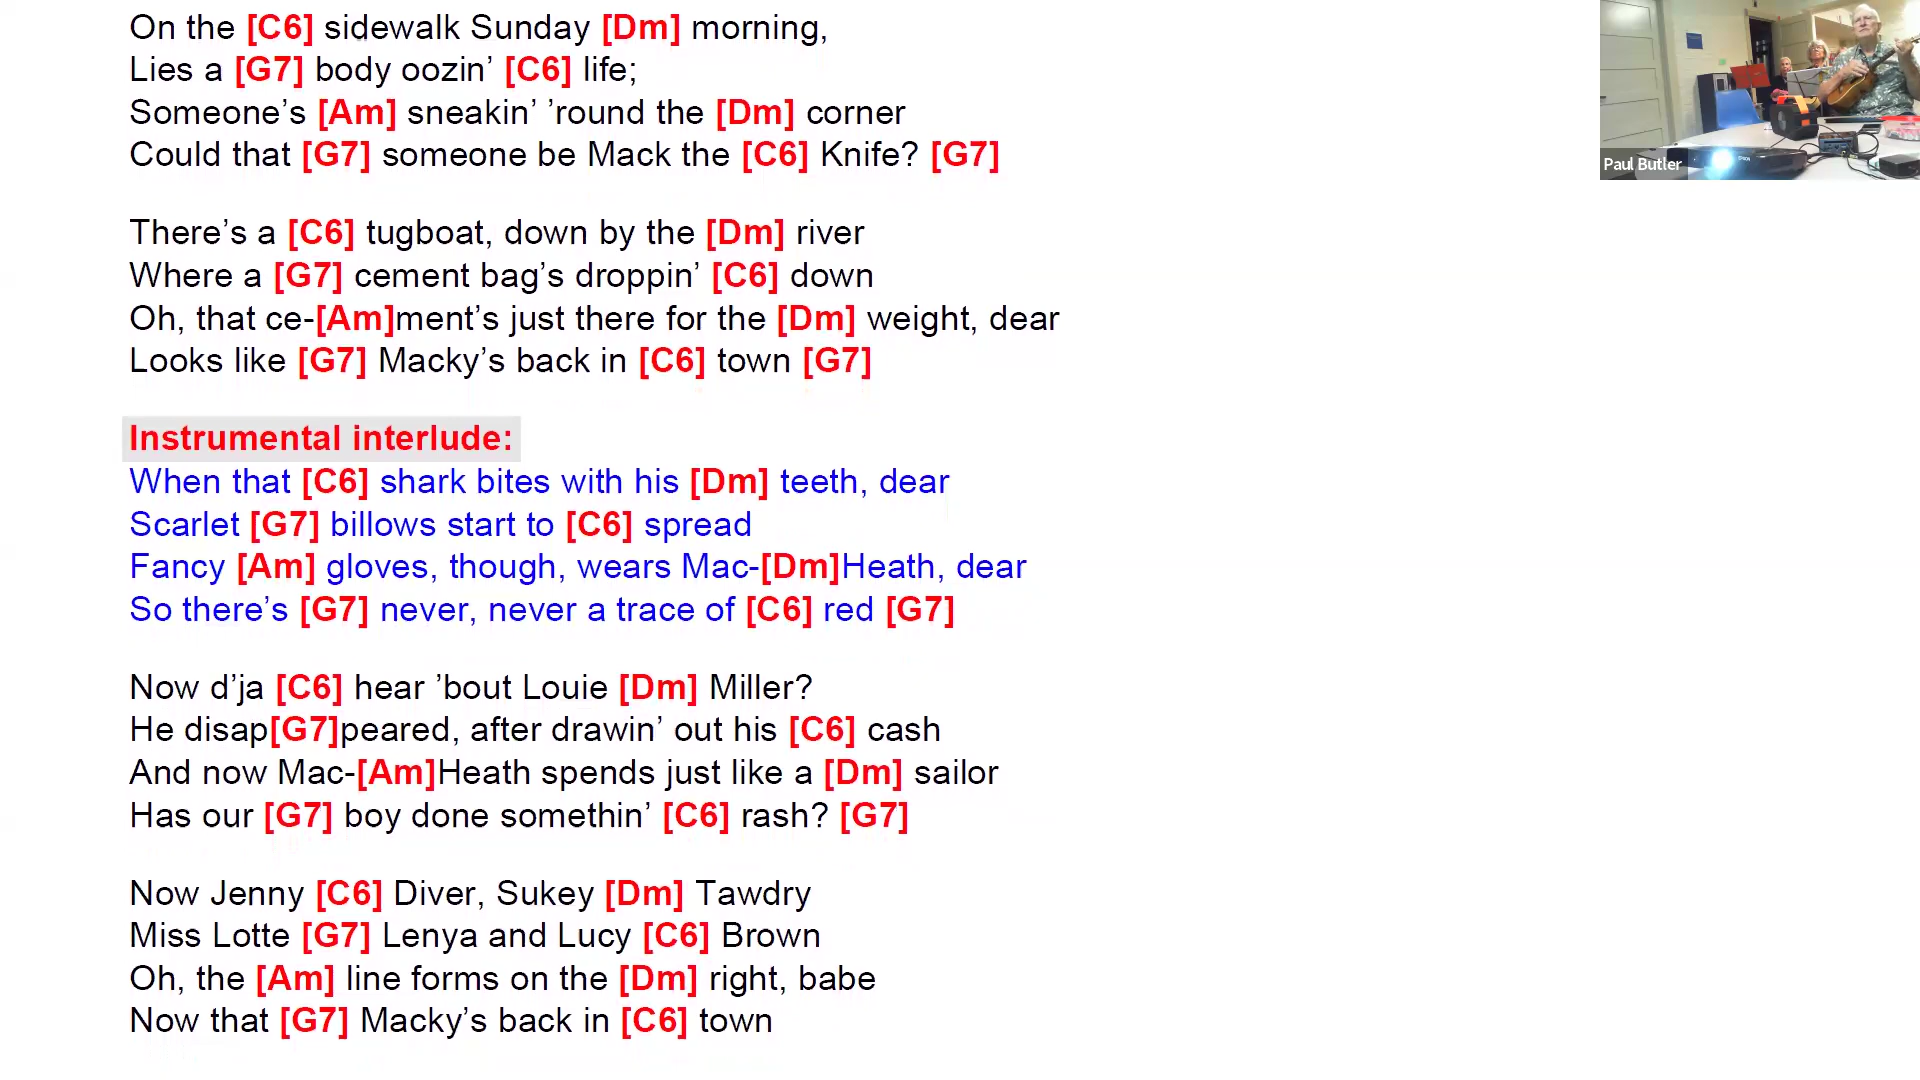 On the [C6] sidewalk Sunday [Dm] morning,
Lies a [G7] body oozin’ [C6] life;
Someone’s [Am] sneakin’ ’round the [Dm] corner
Could that [G7] someone be Mack the [C6] Knife? [G7]
There’s a [C6] tugboat, down by the [Dm] river
Where a [G7] cement bag’s droppin’ [C6] down
Oh, that ce-[Am]ment’s just there for the [Dm] weight, dear
Looks like [G7] Macky’s back in [C6] town [G7]
Instrumental interlude:
When that [C6] shark bites with his [Dm] teeth, dear
Scarlet [G7] billows start to [C6] spread
Fancy [Am] gloves, though, wears Mac-[Dm]Heath, dear
So there’s [G7] never, never a trace of [C6] red [G7]
Now d’ja [C6] hear ’bout Louie [Dm] Miller?
He disap[G7]peared, after drawin’ out his [C6] cash
And now Mac-[Am]Heath spends just like a [Dm] sailor
Has our [G7] boy done somethin’ [C6] rash? [G7]
Now Jenny [C6] Diver, Sukey [Dm] Tawdry
Miss Lotte [G7] Lenya and Lucy [C6] Brown
Oh, the [Am] line forms on the [Dm] right, babe
Now that [G7] Macky’s back in [C6] town
Paul Butler